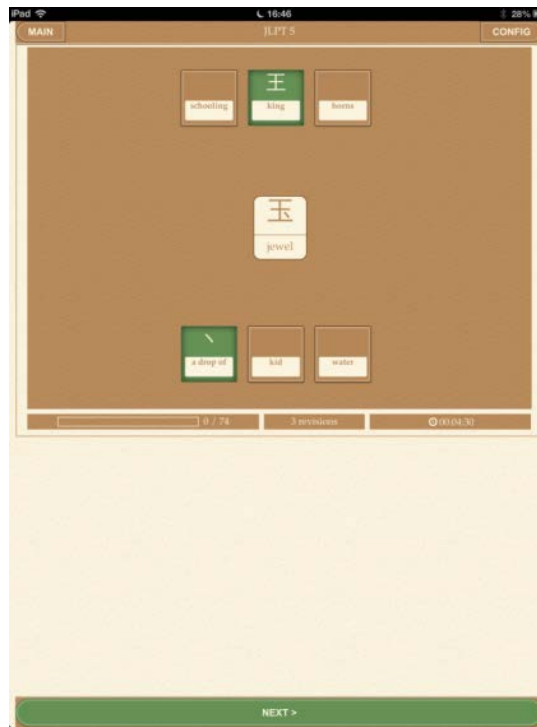 iPad 16:46 28%
MAIN JLPT 5 CONFIG
王
schooling king horns
玉
jewel
丶
a drop of kid water
0 / 74 3 revisions 00:04:30
NEXT >